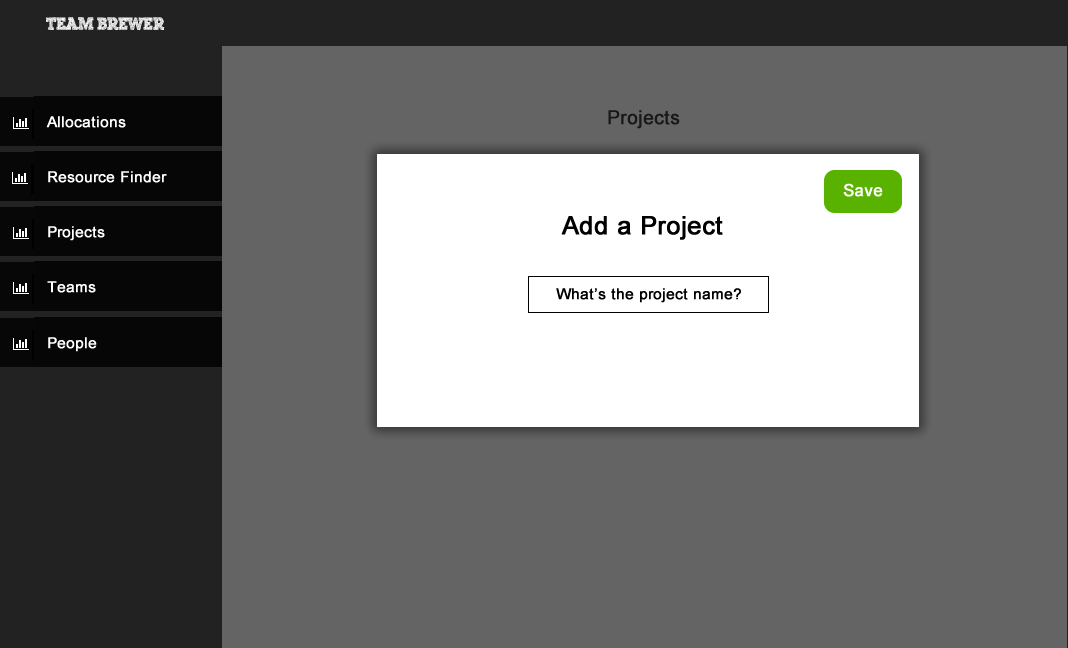 TEAM BREWER
Allocations
Resource Finder
Projects
Teams
People
Projects
Save
Add a Project
What's the project name?